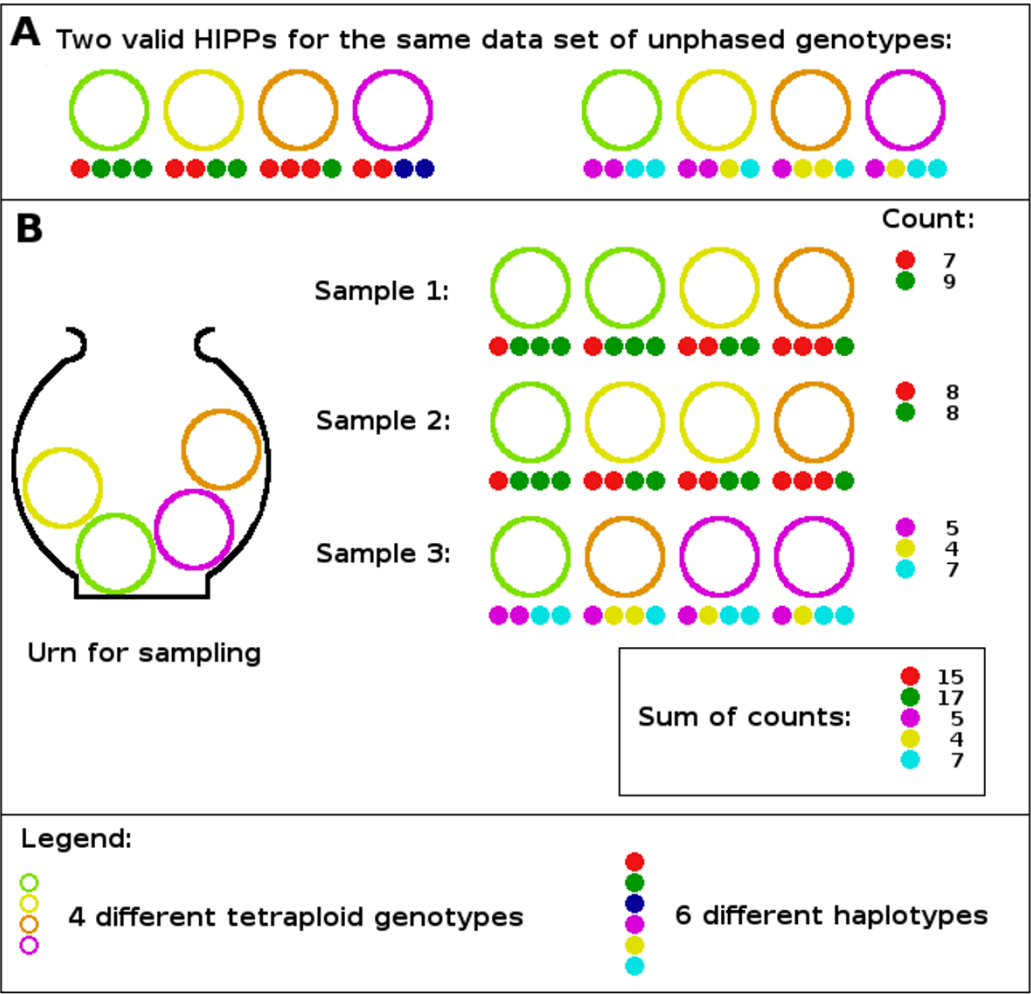 A Two valid HIPPs for the same data set of unphased genotypes:
B
Count:
Sample 1:
7
9
Sample 2:
8
8
Sample 3:
5
4
7
Urn for sampling
Sum of counts:
15
17
5
4
7
Legend:
4 different tetraploid genotypes
6 different haplotypes